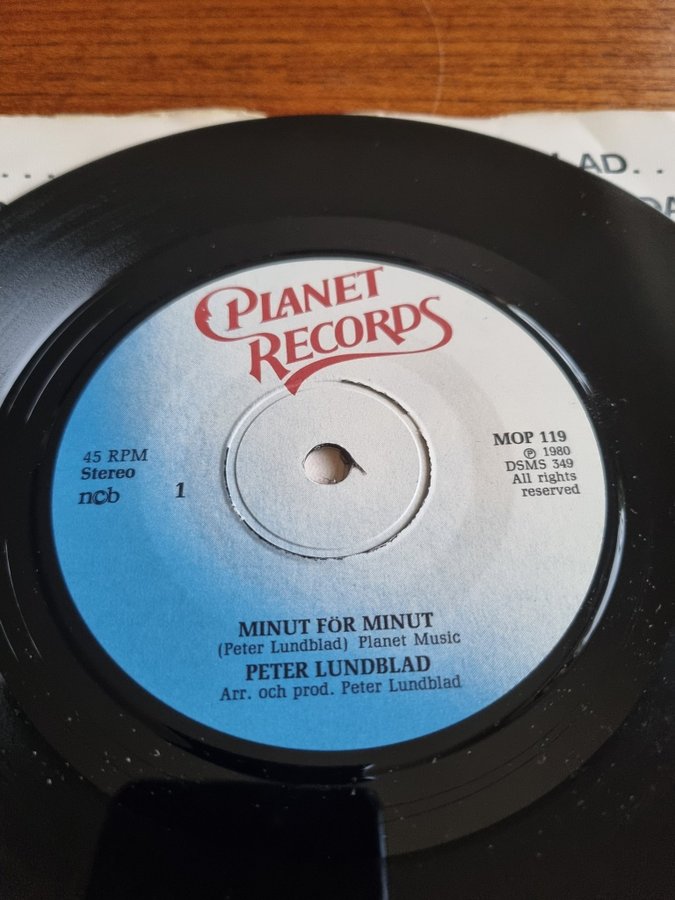 AD. . .
PLANET
RECORDS
45 RPM
Stereo
ncb
1
MOP 119
℗ 1980
DSMS 349
All rights
reserved
MINUT FÖR MINUT
(Peter Lundblad) Planet Music
PETER LUNDBLAD
Arr. och prod. Peter Lundblad